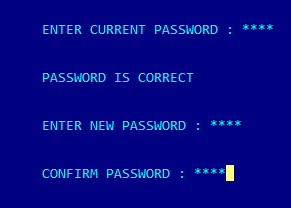 ENTER CURRENT PASSWORD : ****
PASSWORD IS CORRECT
ENTER NEW PASSWORD : ****
CONFIRM PASSWORD : ****